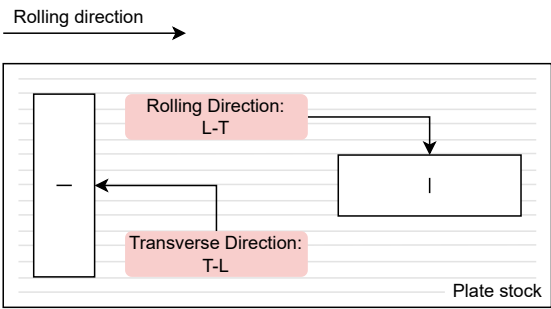 Rolling direction
Rolling Direction:
L-T
Transverse Direction:
T-L
Plate stock